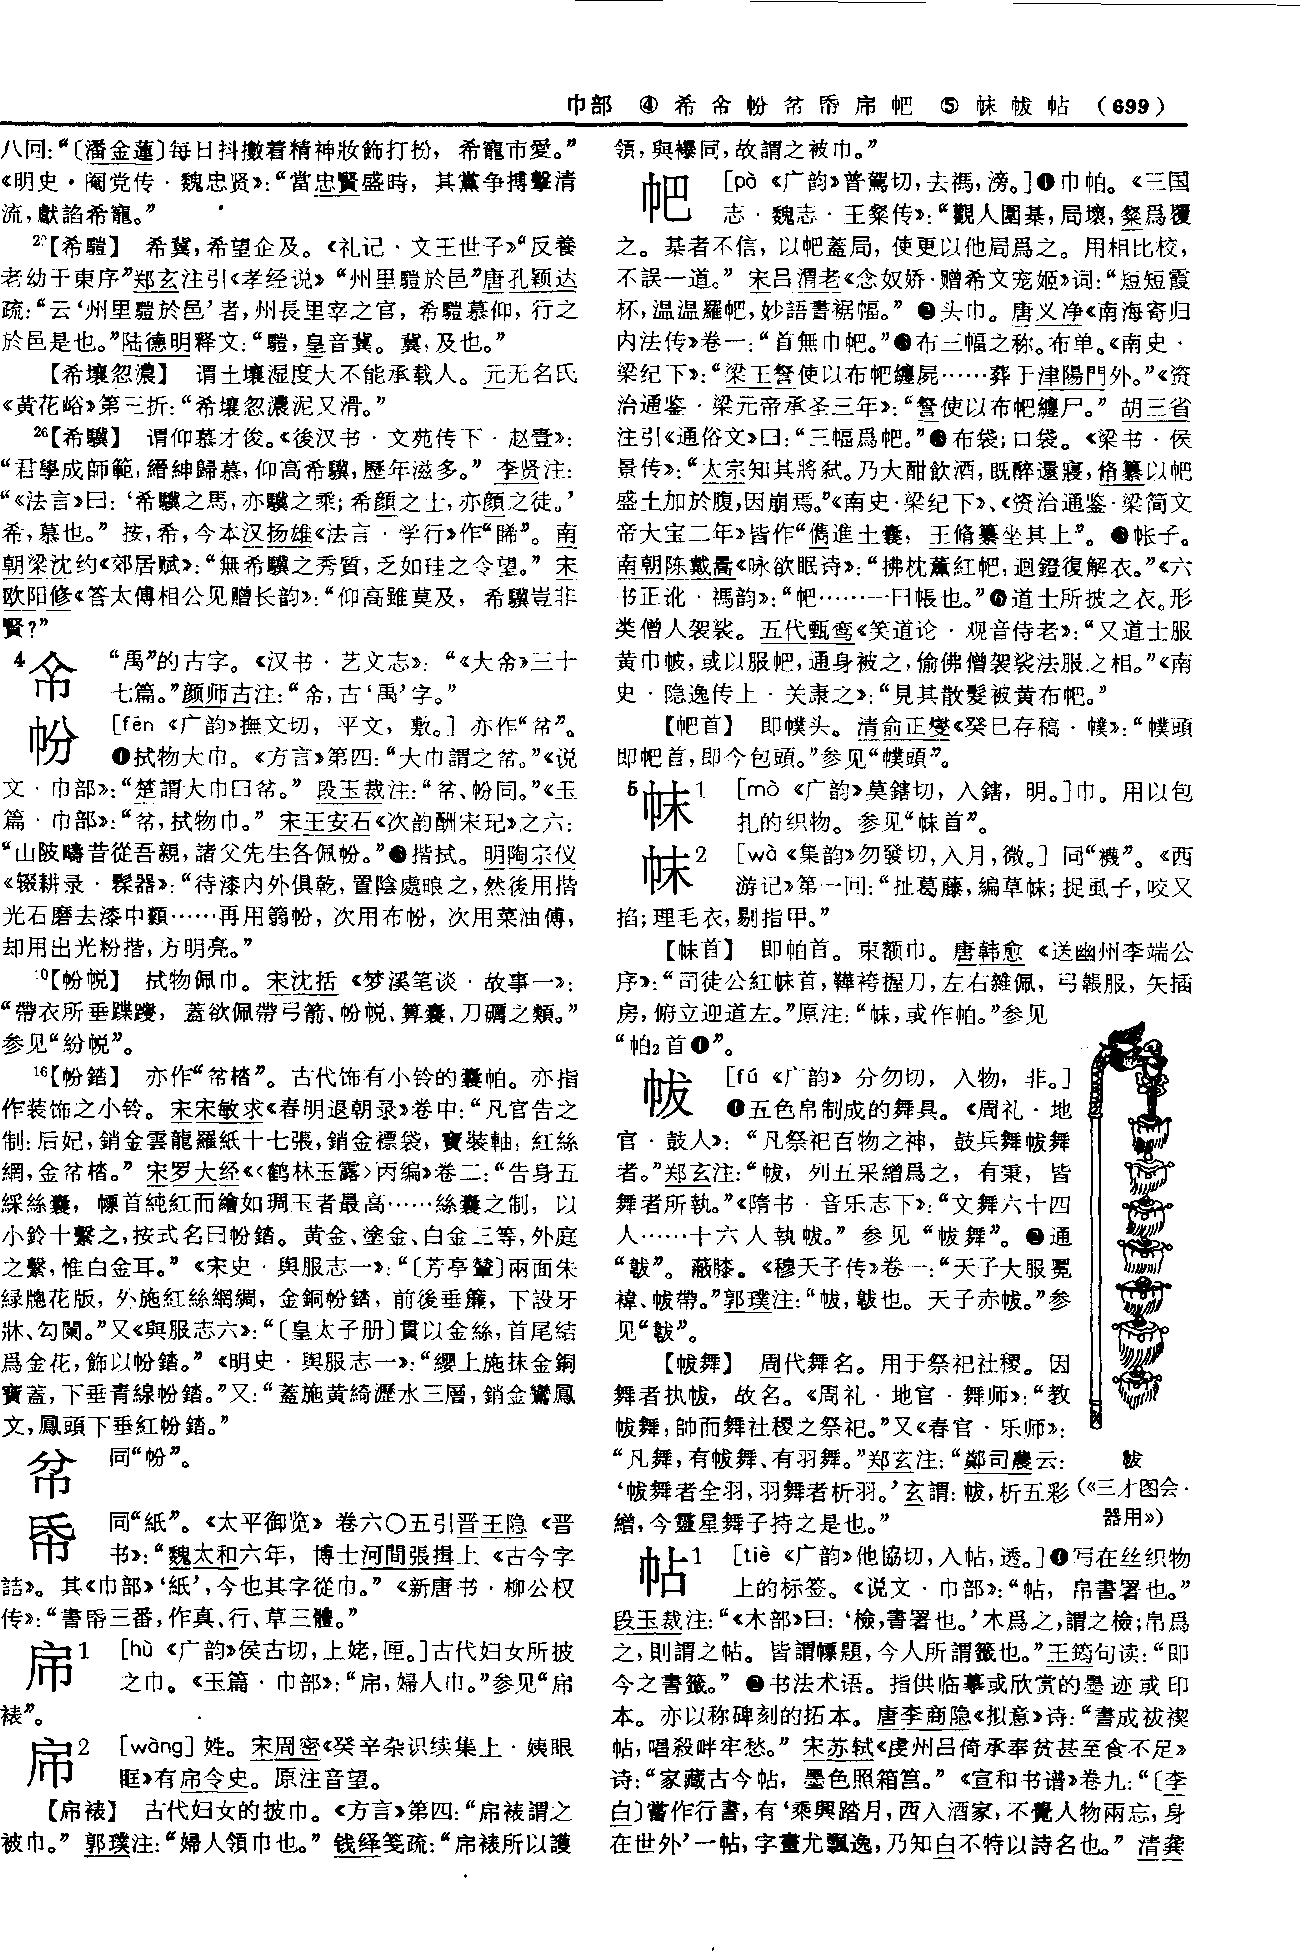 巾部 ④ 希 帍 帉 帒 帋 帍 帊 ⑤ 帓 帗 帖 (699)
八回：“〔潘金蓮〕每日抖擻着精神妝飾打扮，希寵市愛。”
《明史·阉党传·魏忠贤》：“當忠賢盛時，其黨争搏擊清
流，獻諂希寵。”
【希驩】 希冀，希望企及。《礼记·文王世子》“反養
老幼于東序”郑玄注引《孝经说》“州里驩於邑”唐孔颖达
疏：“云‘州里驩於邑’者，州長里宰之官，希驩慕仰，行之
於邑是也。”陆德明释文：“驩，皇音冀。冀，及也。”
【希壤忽濃】 谓土壤湿度大不能承载人。元无名氏
《黄花峪》第三折：“希壤忽濃泥又滑。”
26【希驥】 谓仰慕才俊。《後汉书·文苑传下·赵壹》：
“君學成師範，縉紳歸慕，仰高希驥，歷年滋多。” 李贤注：
“《法言》曰：‘希驥之馬，亦驥之乘；希顔之士，亦顔之徒。’
希，慕也。” 按，希，今本汉扬雄《法言·学行》作“睎”。南
朝梁沈约《郊居赋》：“無希驥之秀質，乏如珪之令望。” 宋
欧阳修《答太傅相公见赠长韵》：“仰高雖莫及，希驥豈非
賢？”
4 㒰 “禹”的古字。《汉书·艺文志》：“《大㒰》三十
七篇。”颜师古注：“㒰，古‘禹’字。”
帉 [fēn 《广韵》撫文切，平文，敷。] 亦作“帒”。
❶拭物大巾。《方言》第四：“大巾謂之㡀。”《说
文·巾部》：“楚謂大巾曰㡀。” 段玉裁注：“㡀、帉同。”《玉
篇·巾部》：“㡀，拭物巾。” 宋王安石《次韵酬宋玘》之六：
“山陂疇昔從吾親，諸父先生各佩帉。”❷揩拭。明陶宗仪
《辍耕录·髹器》：“待漆内外俱乾，置陰處晾之，然後用揩
光石磨去漆中纇……再用篛帉，次用布帉，次用菜油傅，
却用出光粉揩，方明亮。”
10【帉帨】 拭物佩巾。宋沈括《梦溪笔谈·故事一》：
“帶衣所垂蹀躞，蓋欲佩帶弓箭、帉帨、算囊、刀礪之類。”
参见“紛帨”。
16【帉錔】 亦作“㡀㮑”。古代饰有小铃的囊帕。亦指
作装饰之小铃。宋宋敏求《春明退朝录》卷中：“凡官告之
制：后妃，銷金雲龍羅紙十七張，銷金褾袋，寶裝軸，紅絲
網，金㡀㮑。” 宋罗大经《〈鹤林玉露〉丙编》卷二：“告身五
綵絲囊，幖首純紅而繪如琱玉者最高……絲囊之制，以
小鈴十繫之，按式名曰帉錔。黄金、塗金、白金三等，外庭
之繫，惟白金耳。”《宋史·舆服志一》：“〔芳亭輦〕兩面朱
緑牕花版，外施紅絲網綢，金銅帉錔，前後垂簾，下設牙
牀、勾闌。”又《與服志六》：“〔皇太子册〕貫以金絲，首尾結
爲金花，飾以帉錔。”《明史·舆服志一》：“纓上施抹金銅
寶蓋，下垂青線帉錔。”又：“蓋施黄綺瀝水三層，銷金鸞鳳
文，鳳頭下垂紅帉錔。”
㡀 同“帉”。
帋 同“紙”。《太平御览》卷六〇五引晋王隐《晋
书》：“魏太和六年，博士河間張揖上《古今字
詰》。其《巾部》‘紙’，今也其字從巾。”《新唐书·柳公权
传》：“書帋三番，作真、行、草三體。”
帍1 [hù 《广韵》侯古切，上姥，匣。]古代妇女所披
之巾。《玉篇·巾部》：“帍，婦人巾。”参见“帍
裱”。
帍2 [wàng] 姓。宋周密《癸辛杂识续集上·姨眼
眶》有帍令史。原注音望。
【帍裱】 古代妇女的披巾。《方言》第四：“帍裱謂之
被巾。” 郭璞注：“婦人領巾也。” 钱绎笺疏：“帍裱所以護
領，與襮同，故謂之被巾。”
帊 [pà 《广韵》普駕切，去禡，滂。]❶巾帕。《三国
志·魏志·王粲传》：“觀人圍棊，局壞，粲爲覆
之。棊者不信，以帊蓋局，使更以他局爲之。用相比校，
不誤一道。” 宋吕渭老《念奴娇·赠希文宠姬》词：“短短霞
杯，温温羅帊，妙語書裙幅。” ❷头巾。唐义净《南海寄归
内法传》卷一：“首無巾帊。”❸布三幅之称。布单。《南史·
梁纪下》：“梁王詧使以布帊纏屍……葬于津陽門外。”《资
治通鉴·梁元帝承圣三年》：“詧使以布帊纏尸。” 胡三省
注引《通俗文》曰：“三幅爲帊。”❹布袋；口袋。《梁书·侯
景传》：“太宗知其將弑。乃大酣飲酒，既醉還寢，脩纂以帊
盛土加於腹，因崩焉。”《南史·梁纪下》、《资治通鉴·梁简文
帝大宝二年》皆作“儁進土囊，王脩纂坐其上”。❺帐子。
南朝陈戴暠《咏欲眠诗》：“拂枕薰紅帊，迴鐙復解衣。”《六
书正讹·禡韵》：“帊……一曰帳也。”❻道士所披之衣。形
类僧人袈裟。五代甄鸾《笑道论·观音侍老》：“又道士服
黄巾帔，或以服帊，通身被之，偷佛僧袈裟法服之相。”《南
史·隐逸传上·关康之》：“見其散髮被黄布帊。”
【帊首】 即幞头。清俞正燮《癸巳存稿·幞》：“幞頭
即帊首，即今包頭。”参见“幞頭”。
5 帓1 [mò 《广韵》莫鎋切，入鎋，明。]巾。用以包
扎的织物。参见“帓首”。
帓2 [wà 《集韵》勿發切，入月，微。] 同“襪”。《西
游记》第一回：“扯葛藤，編草帓；捉虱子，咬又
掐；理毛衣，剔指甲。”
【帓首】 即帕首。束额巾。唐韩愈《送幽州李端公
序》：“司徒公紅帓首，鞾袴握刀，左右雜佩，弓韔服，矢插
房，俯立迎道左。”原注：“帓，或作帕。”参见
“帕2首❶”。
帗 [fú 《广韵》分勿切，入物，非。]
❶五色帛制成的舞具。《周礼·地
官·鼓人》：“凡祭祀百物之神，鼓兵舞帗舞
者。”郑玄注：“帗，列五采繒爲之，有秉，皆
舞者所執。”《隋书·音乐志下》：“文舞六十四
人……十六人執帗。”参见“帗舞”。❷通
“韍”。蔽膝。《穆天子传》卷一：“天子大服冕
褘、帗帶。”郭璞注：“帗，韍也。天子赤帗。”参
见“韍”。
【帗舞】 周代舞名。用于祭祀社稷。因
舞者执帗，故名。《周礼·地官·舞师》：“教
帗舞，帥而舞社稷之祭祀。”又《春官·乐师》：
“凡舞，有帗舞、有羽舞。”郑玄注：“鄭司農云：
‘帗舞者全羽，羽舞者析羽。’玄謂：帗，析五彩
繒，今靈星舞子持之是也。”
帗
（《三才图会·
器用》）
帖1 [tiè 《广韵》他協切，入帖，透。]❶写在丝织物
上的标签。《说文·巾部》：“帖，帛書署也。”
段玉裁注：“《木部》曰：‘檢，書署也。’木爲之，謂之檢；帛爲
之，則謂之帖。皆謂幖題，今人所謂籤也。”王筠句读：“即
今之書籤。” ❷书法术语。指供临摹或欣赏的墨迹或印
本。亦以称碑刻的拓本。唐李商隐《拟意》诗：“書成袚禊
帖，唱殺畔牢愁。” 宋苏轼《虔州吕倚承奉贫甚至食不足》
诗：“家藏古今帖，墨色照箱筥。”《宣和书谱》卷九：“〔李
白〕嘗作行書，有‘乘興踏月，西入酒家，不覺人物兩忘，身
在世外’一帖，字畫尤飄逸，乃知白不特以詩名也。” 清龚